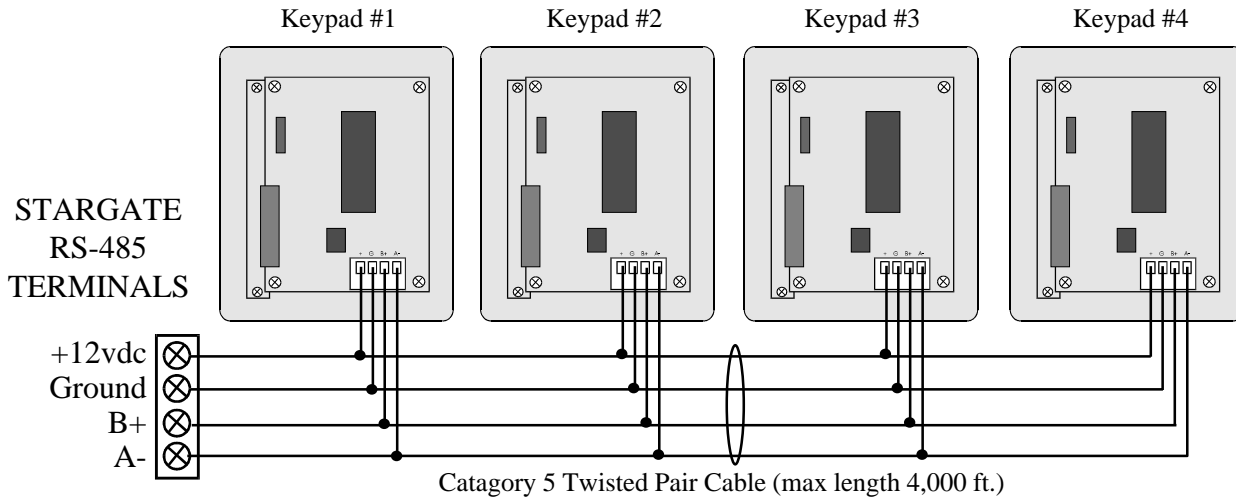 Keypad #1
Keypad #2
Keypad #3
Keypad #4
+ G B+ A-
+ G B+ A-
+ G B+ A-
+ G B+ A-
STARGATE
RS-485
TERMINALS
+12vdc
Ground
B+
A-
Catagory 5 Twisted Pair Cable (max length 4,000 ft.)